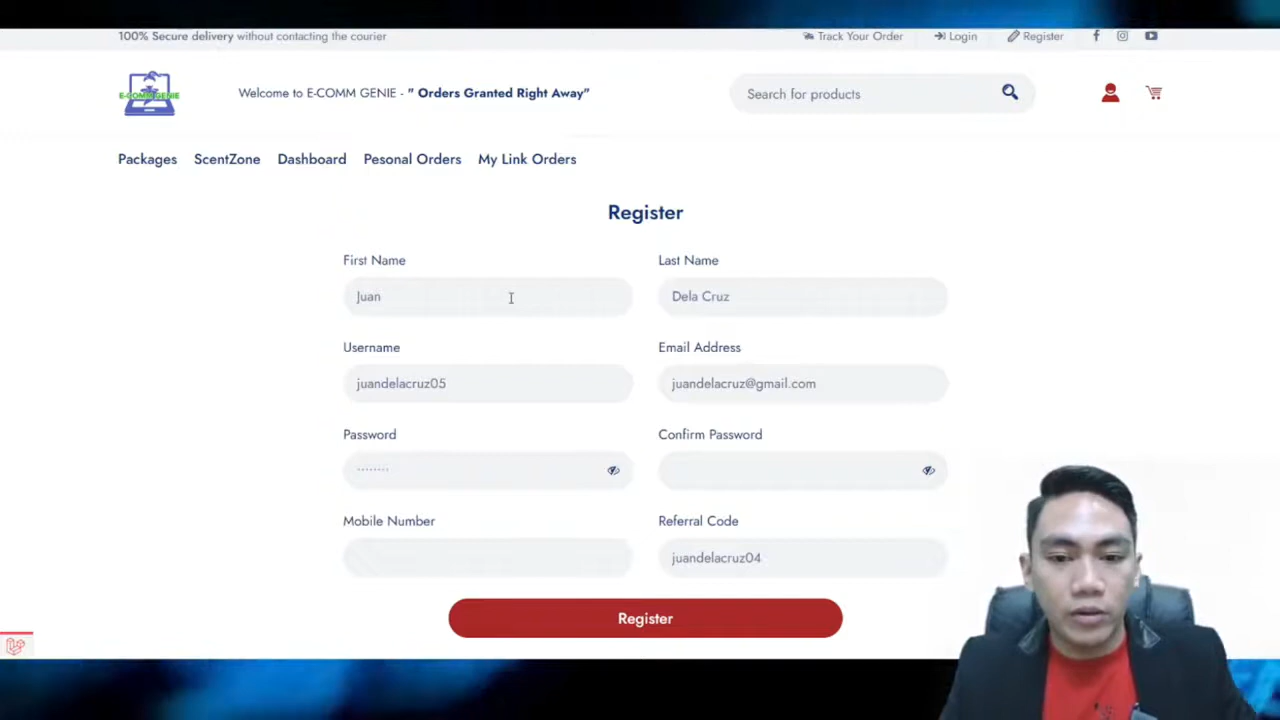 100% Secure delivery without contacting the courier
Track Your Order
Login
Register
E-COMM GENIE
Welcome to E-COMM GENIE - " Orders Granted Right Away"
Search for products
Packages
ScentZone
Dashboard
Pesonal Orders
My Link Orders
Register
First Name
Last Name
Juan
Dela Cruz
Username
Email Address
juandelacruz05
juandelacruz@gmail.com
Password
Confirm Password
········
Mobile Number
Referral Code
juandelacruz04
Register